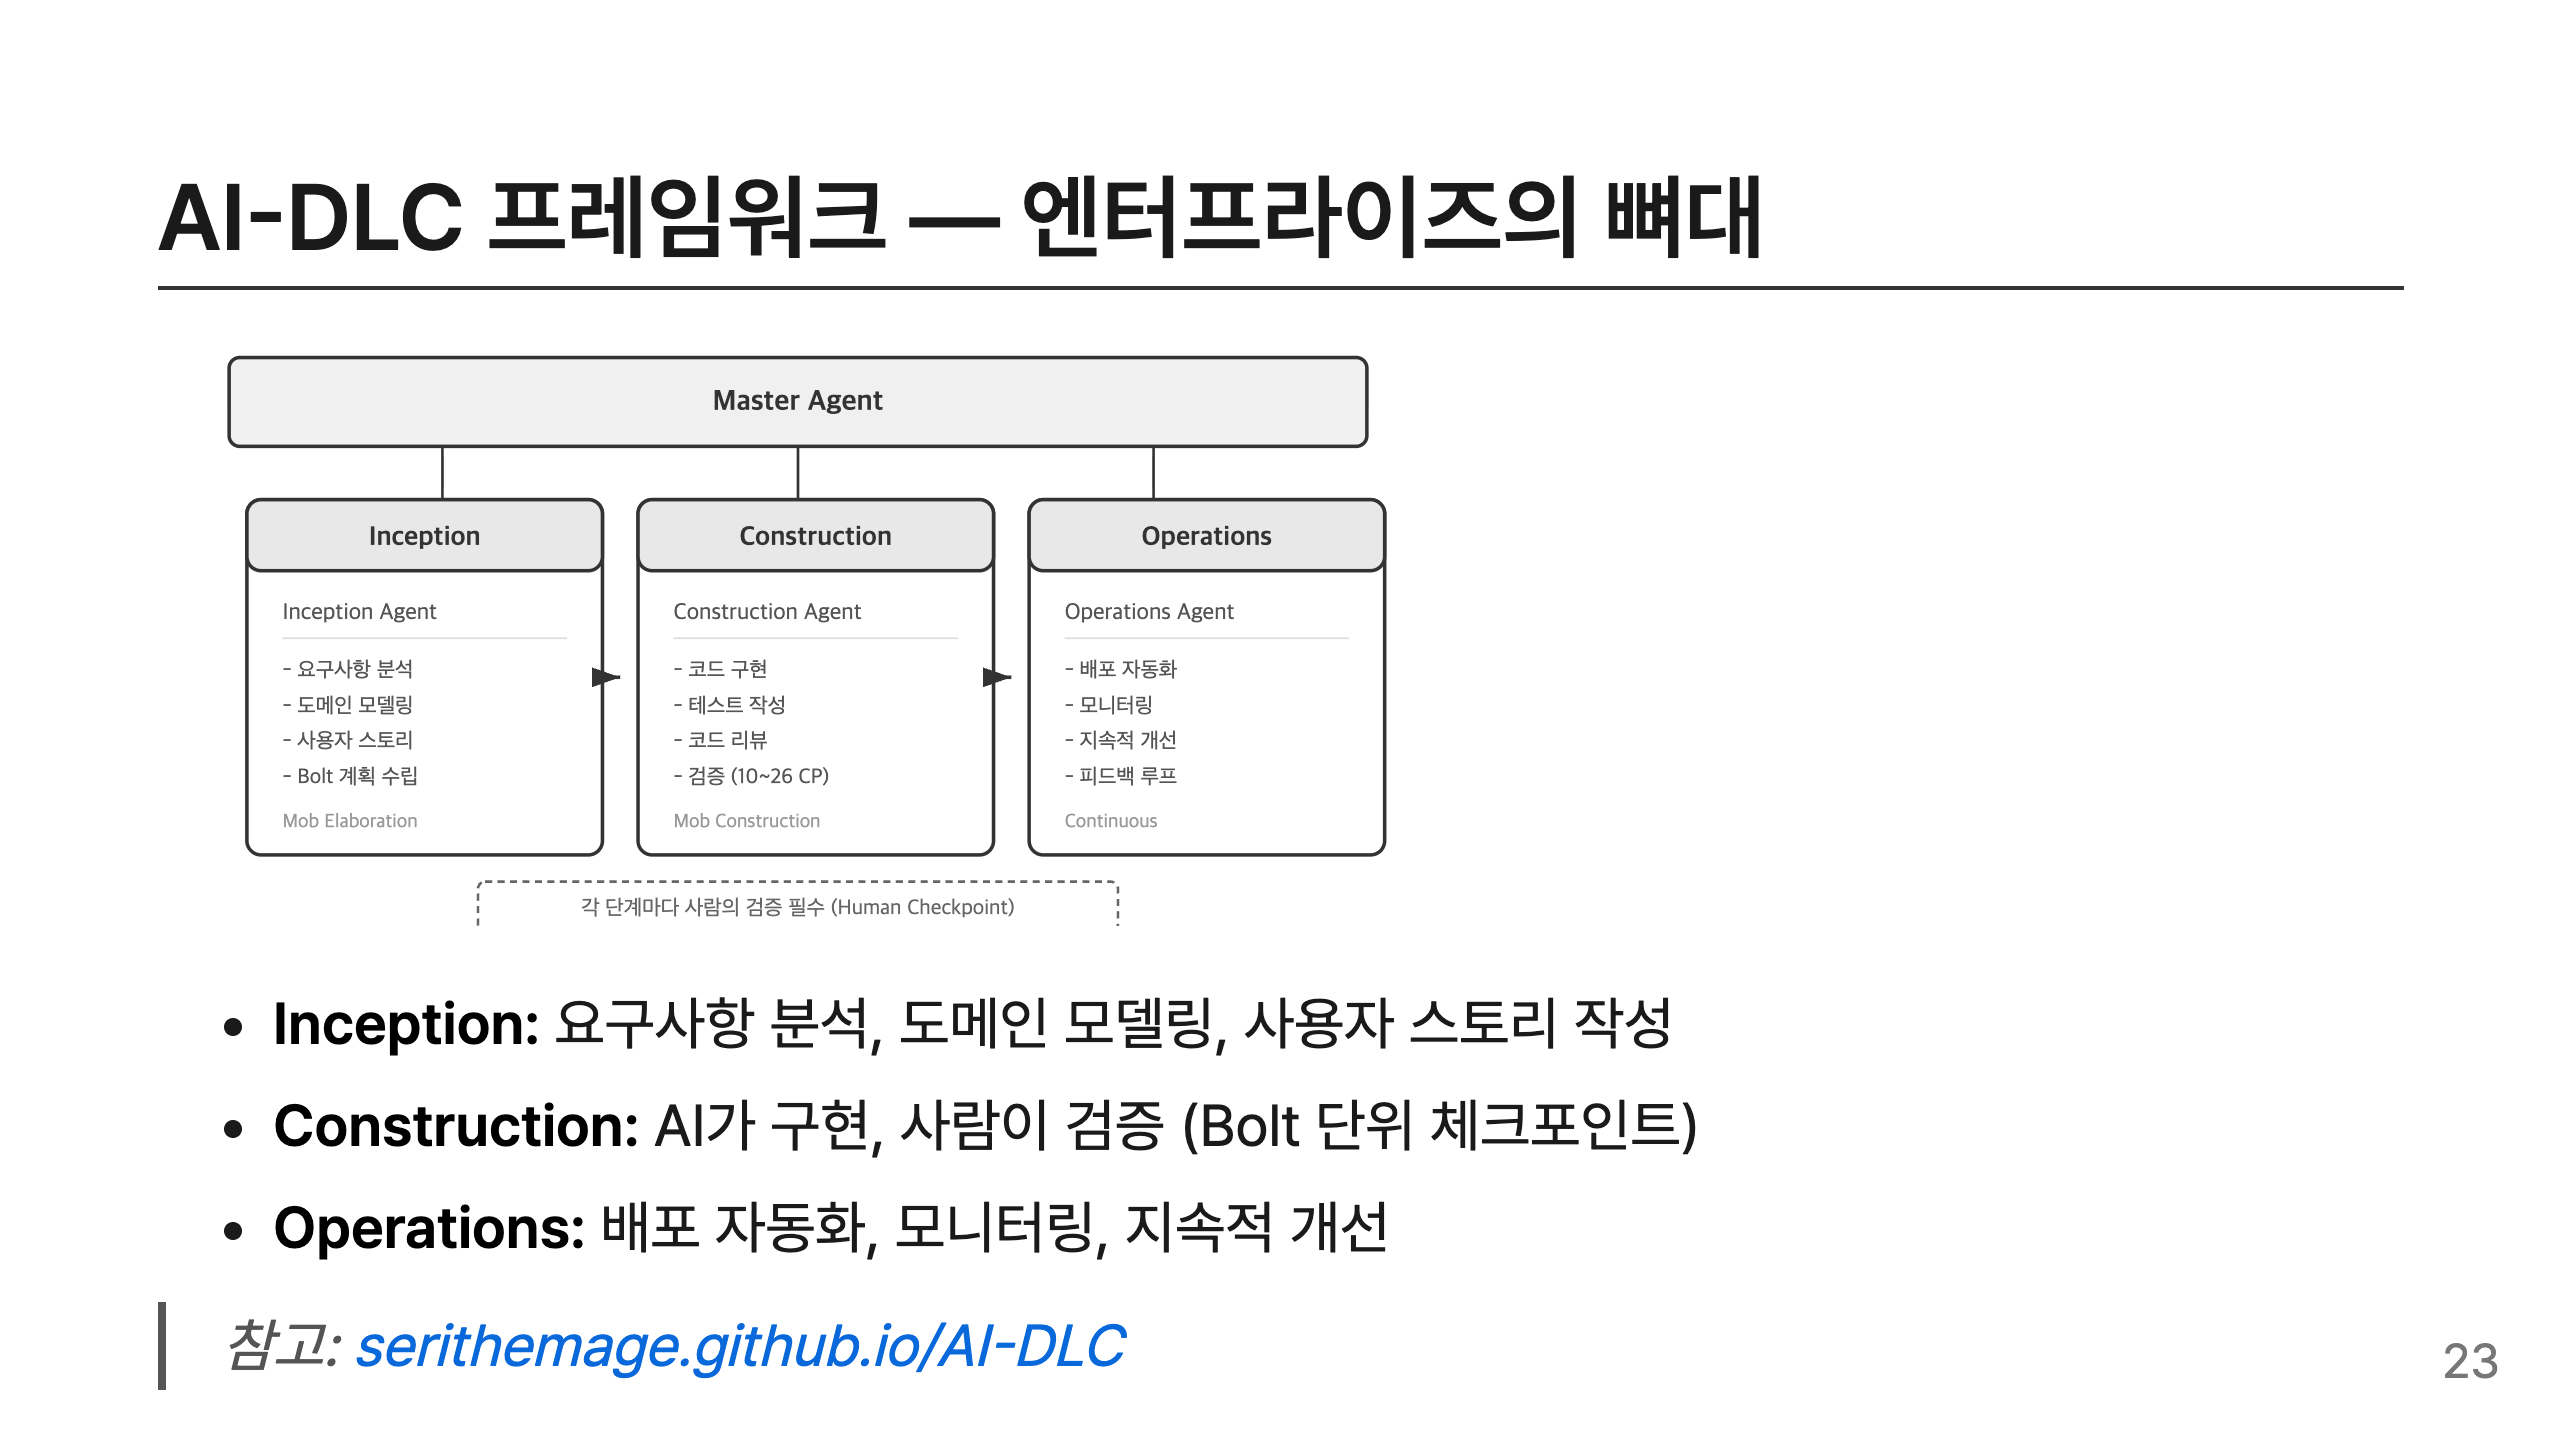 AI-DLC 프레임워크 — 엔터프라이즈의 뼈대
Master Agent
Inception
Inception Agent
- 요구사항 분석
- 도메인 모델링
- 사용자 스토리
- Bolt 계획 수립
Mob Elaboration
Construction
Construction Agent
- 코드 구현
- 테스트 작성
- 코드 리뷰
- 검증 (10~26 CP)
Mob Construction
Operations
Operations Agent
- 배포 자동화
- 모니터링
- 지속적 개선
- 피드백 루프
Continuous
각 단계마다 사람의 검증 필수 (Human Checkpoint)
• Inception: 요구사항 분석, 도메인 모델링, 사용자 스토리 작성
• Construction: AI가 구현, 사람이 검증 (Bolt 단위 체크포인트)
• Operations: 배포 자동화, 모니터링, 지속적 개선
참고: serithemage.github.io/AI-DLC
23